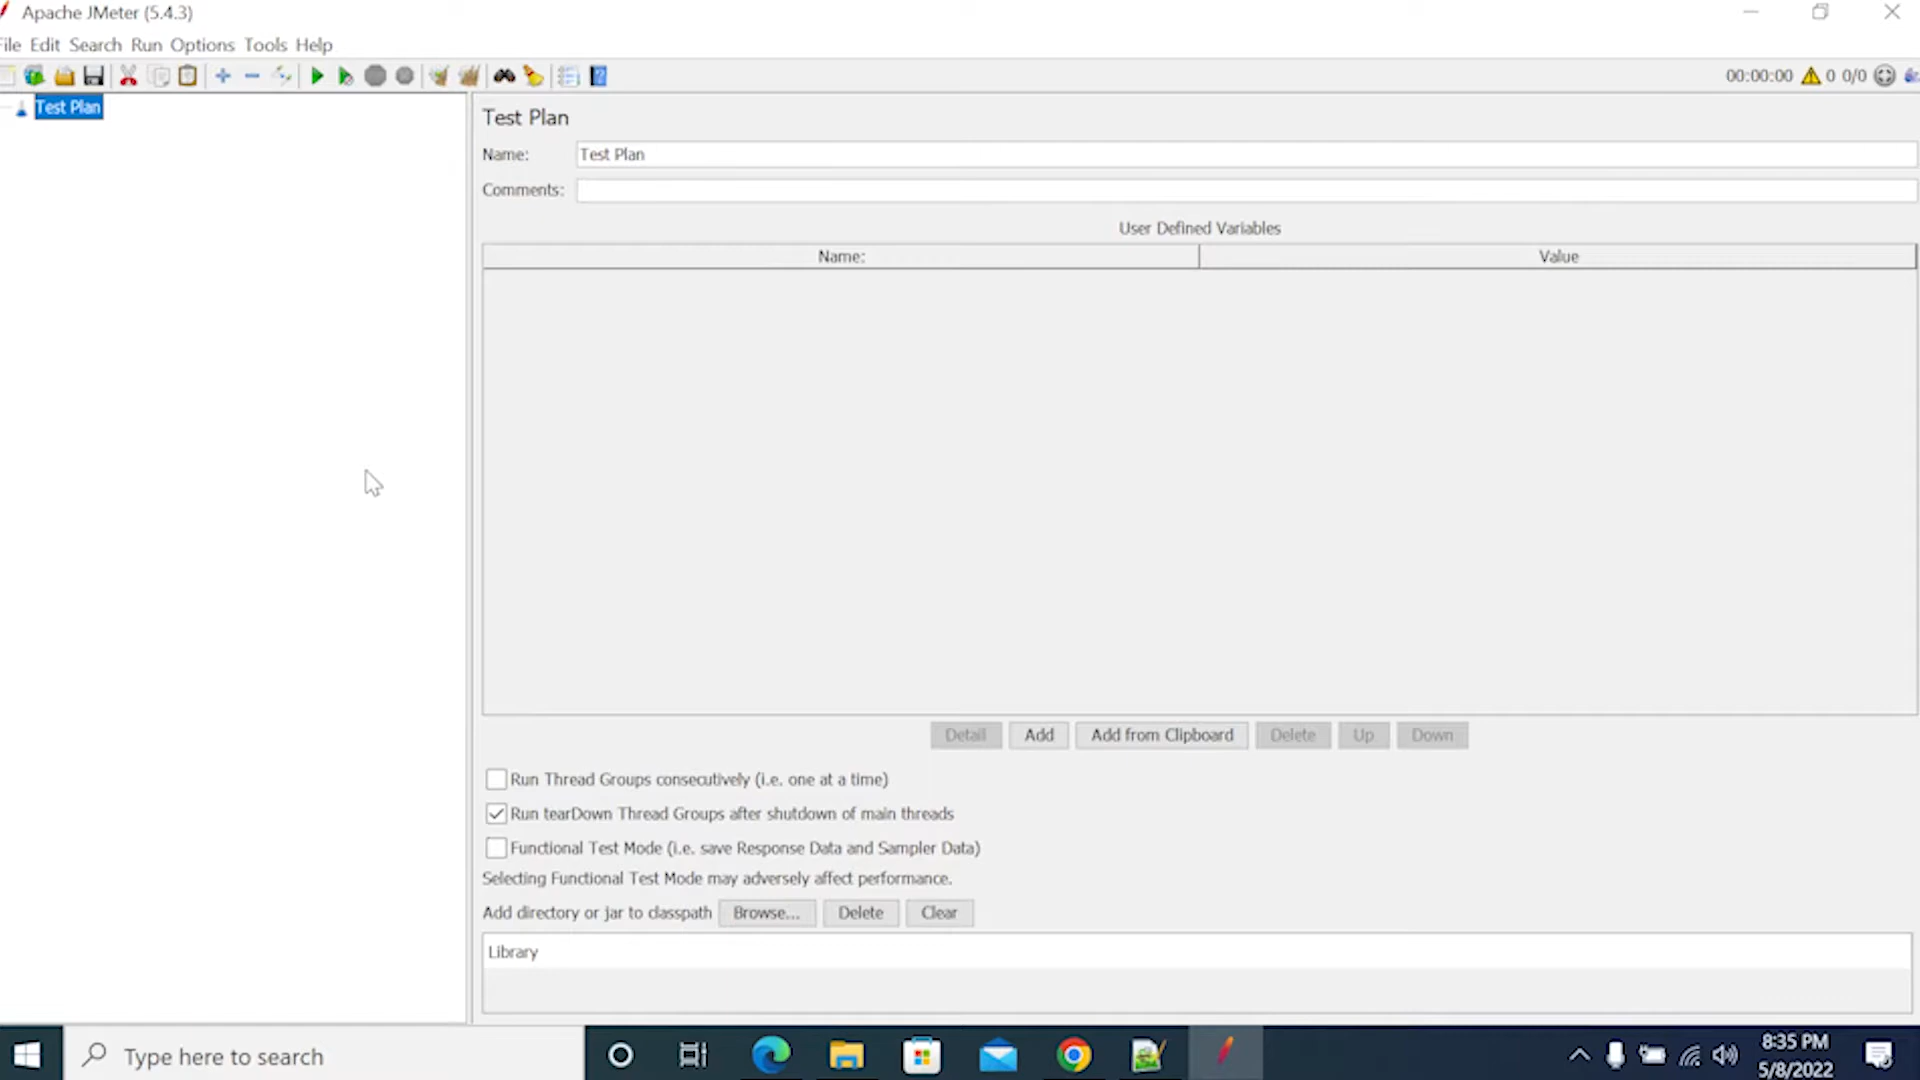 Apache JMeter (5.4.3)
File Edit Search Run Options Tools Help
00:00:00 0 0/0
Test Plan
Test Plan
Name: Test Plan
Comments:
User Defined Variables
Name: Value
Detail Add Add from Clipboard Delete Up Down
Run Thread Groups consecutively (i.e. one at a time)
Run tearDown Thread Groups after shutdown of main threads
Functional Test Mode (i.e. save Response Data and Sampler Data)
Selecting Functional Test Mode may adversely affect performance.
Add directory or jar to classpath Browse... Delete Clear
Library
Type here to search
8:35 PM
5/8/2022